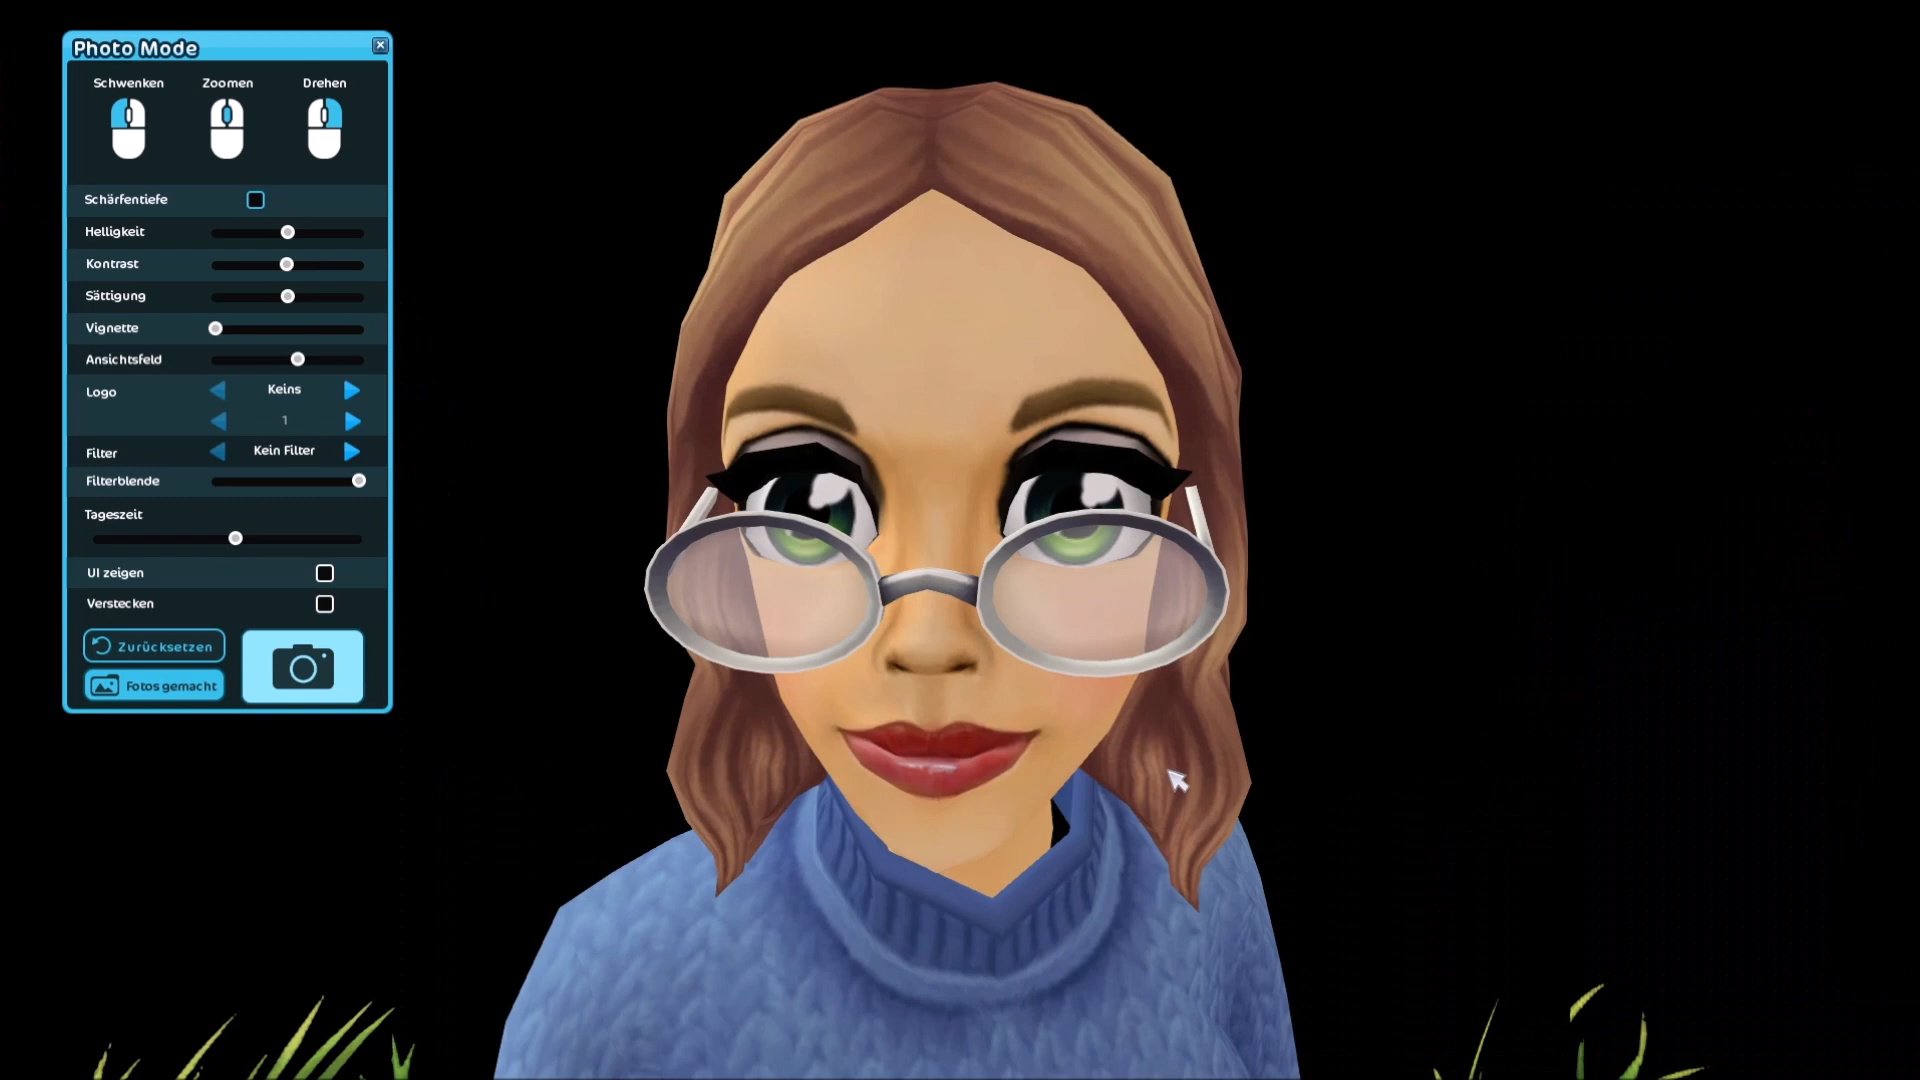 Photo Mode
Schwenken Zoomen Drehen
Schärfentiefe
Helligkeit
Kontrast
Sättigung
Vignette
Ansichtsfeld
Logo Keins
1
Filter Kein Filter
Filterblende
Tageszeit
UI zeigen
Verstecken
Zurücksetzen
Fotos gemacht